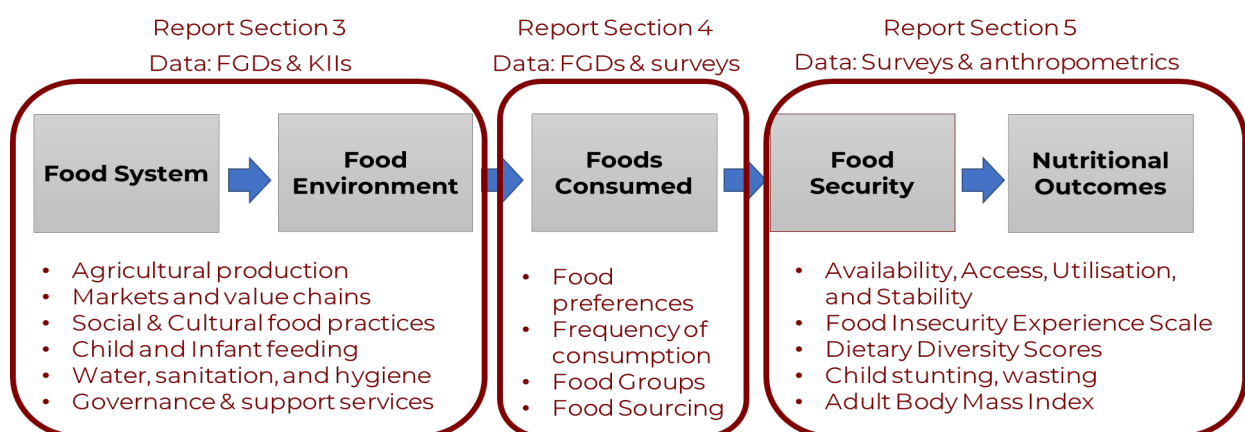 Report Section 3
Data: FGDs & KIIs
Report Section 4
Data: FGDs & surveys
Report Section 5
Data: Surveys & anthropometrics
Food System
Food
Environment
Foods
Consumed
Food
Security
Nutritional
Outcomes
• Agricultural production
• Markets and value chains
• Social & Cultural food practices
• Child and Infant feeding
• Water, sanitation, and hygiene
• Governance & support services
• Food
preferences
• Frequency of
consumption
• Food Groups
• Food Sourcing
• Availability, Access, Utilisation,
and Stability
• Food Insecurity Experience Scale
• Dietary Diversity Scores
• Child stunting, wasting
• Adult Body Mass Index